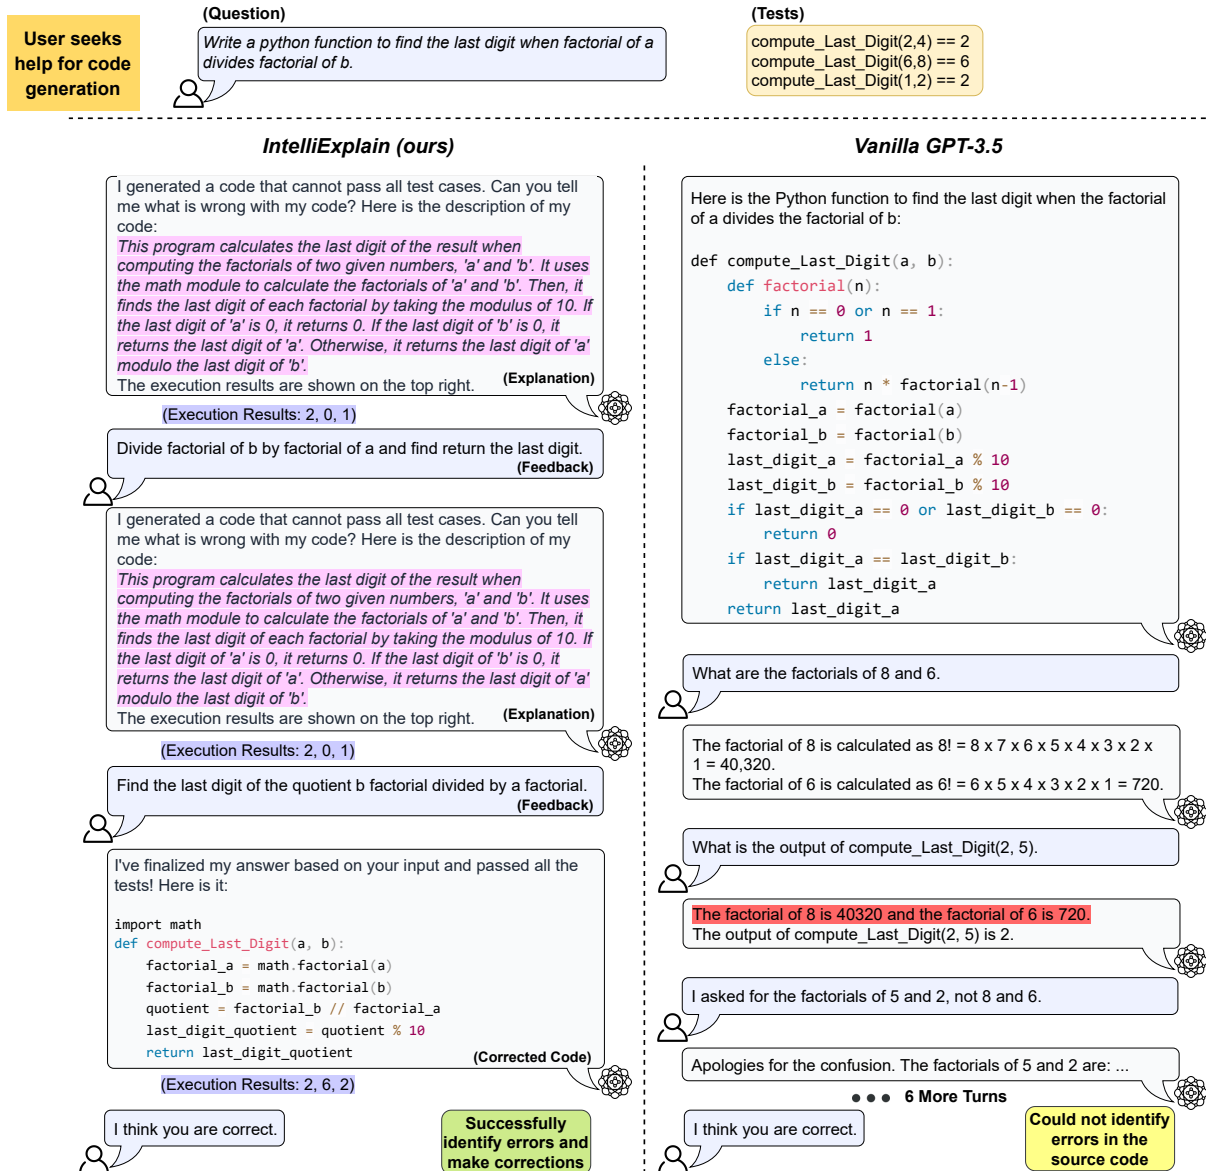 (Question)
(Tests)
User seeks
help for code
generation
Write a python function to find the last digit when factorial of a
divides factorial of b.
compute_Last_Digit(2,4) == 2
compute_Last_Digit(6,8) == 6
compute_Last_Digit(1,2) == 2
IntelliExplain (ours)
I generated a code that cannot pass all test cases. Can you tell
me what is wrong with my code? Here is the description of my
code:
This program calculates the last digit of the result when
computing the factorials of two given numbers, 'a' and 'b'. It uses
the math module to calculate the factorials of 'a' and 'b'. Then, it
finds the last digit of each factorial by taking the modulus of 10. If
the last digit of 'a' is 0, it returns 0. If the last digit of 'b' is 0, it
returns the last digit of 'a'. Otherwise, it returns the last digit of 'a'
modulo the last digit of 'b'.
The execution results are shown on the top right.
(Explanation)
(Execution Results: 2, 0, 1)
Divide factorial of b by factorial of a and find return the last digit.
(Feedback)
I generated a code that cannot pass all test cases. Can you tell
me what is wrong with my code? Here is the description of my
code:
This program calculates the last digit of the result when
computing the factorials of two given numbers, 'a' and 'b'. It uses
the math module to calculate the factorials of 'a' and 'b'. Then, it
finds the last digit of each factorial by taking the modulus of 10. If
the last digit of 'a' is 0, it returns 0. If the last digit of 'b' is 0, it
returns the last digit of 'a'. Otherwise, it returns the last digit of 'a'
modulo the last digit of 'b'.
The execution results are shown on the top right.
(Explanation)
(Execution Results: 2, 0, 1)
Find the last digit of the quotient b factorial divided by a factorial.
(Feedback)
I've finalized my answer based on your input and passed all the
tests! Here is it:
import math
def compute_Last_Digit(a, b):
    factorial_a = math.factorial(a)
    factorial_b = math.factorial(b)
    quotient = factorial_b // factorial_a
    last_digit_quotient = quotient % 10
    return last_digit_quotient
(Corrected Code)
(Execution Results: 2, 6, 2)
I think you are correct.
Successfully
identify errors and
make corrections
Vanilla GPT-3.5
Here is the Python function to find the last digit when the factorial
of a divides the factorial of b:
def compute_Last_Digit(a, b):
    def factorial(n):
        if n == 0 or n == 1:
            return 1
        else:
            return n * factorial(n-1)
    factorial_a = factorial(a)
    factorial_b = factorial(b)
    last_digit_a = factorial_a % 10
    last_digit_b = factorial_b % 10
    if last_digit_a == 0 or last_digit_b == 0:
        return 0
    if last_digit_a == last_digit_b:
        return last_digit_a
    return last_digit_a
What are the factorials of 8 and 6.
The factorial of 8 is calculated as 8! = 8 x 7 x 6 x 5 x 4 x 3 x 2 x
1 = 40,320.
The factorial of 6 is calculated as 6! = 6 x 5 x 4 x 3 x 2 x 1 = 720.
What is the output of compute_Last_Digit(2, 5).
The factorial of 8 is 40320 and the factorial of 6 is 720.
The output of compute_Last_Digit(2, 5) is 2.
I asked for the factorials of 5 and 2, not 8 and 6.
Apologies for the confusion. The factorials of 5 and 2 are: ...
● ● ● 6 More Turns
I think you are correct.
Could not identify
errors in the
source code